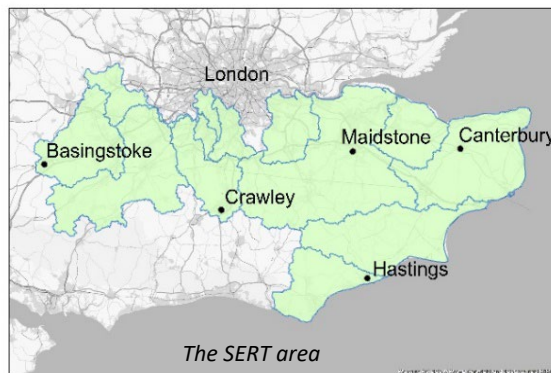 London
Basingstoke
Maidstone
Canterbury
Crawley
Hastings
The SERT area